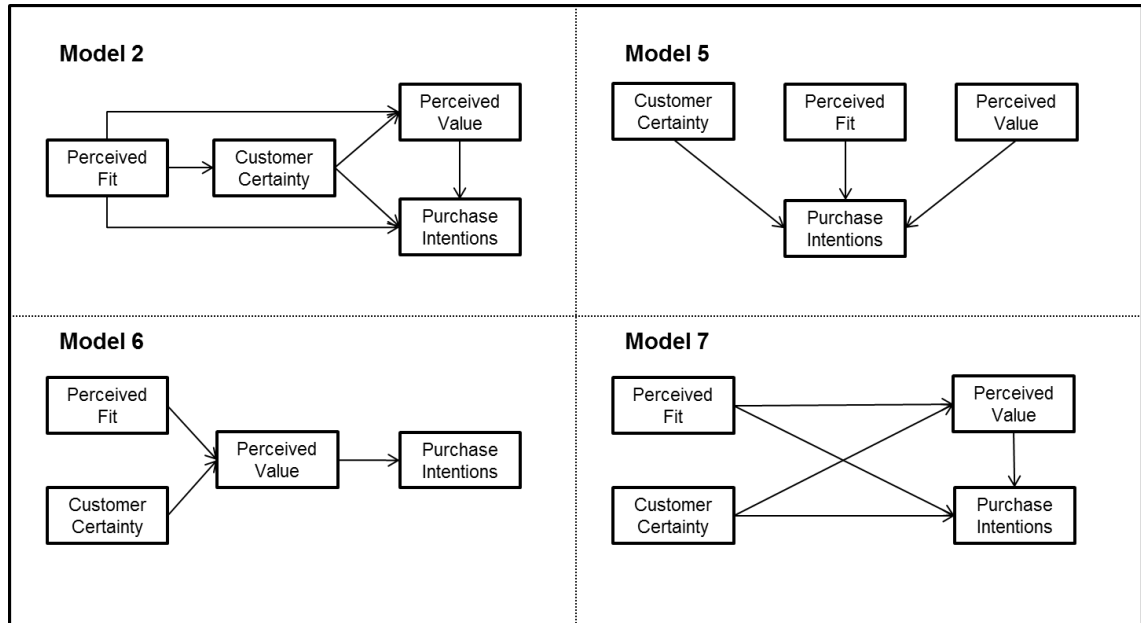 Model 2
Perceived
Fit
Customer
Certainty
Perceived
Value
Purchase
Intentions
Model 5
Customer
Certainty
Perceived
Fit
Perceived
Value
Purchase
Intentions
Model 6
Perceived
Fit
Customer
Certainty
Perceived
Value
Purchase
Intentions
Model 7
Perceived
Fit
Customer
Certainty
Perceived
Value
Purchase
Intentions